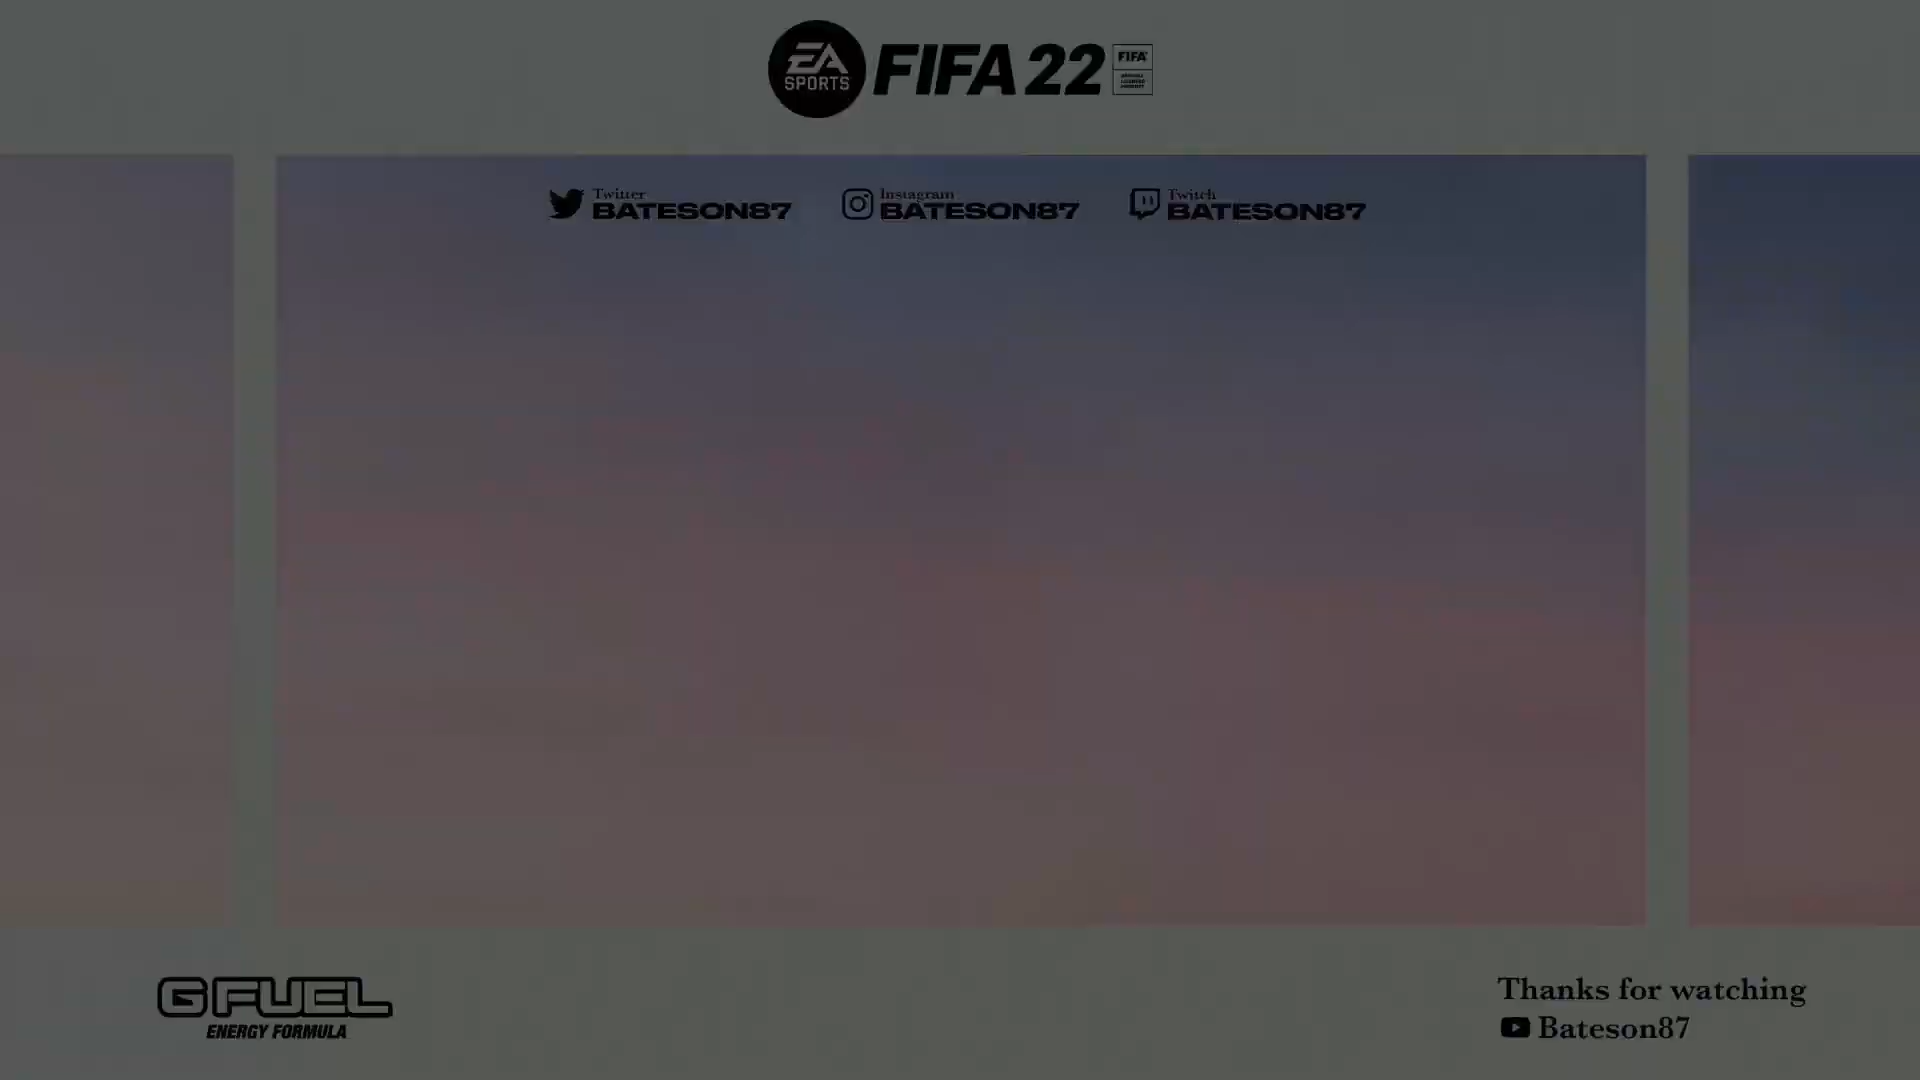 EA SPORTS FIFA 22 FIFA
Twitter Instagram Twitch
BATESON87 BATESON87 BATESON87
G FUEL
ENERGY FORMULA
Thanks for watching
Bateson87